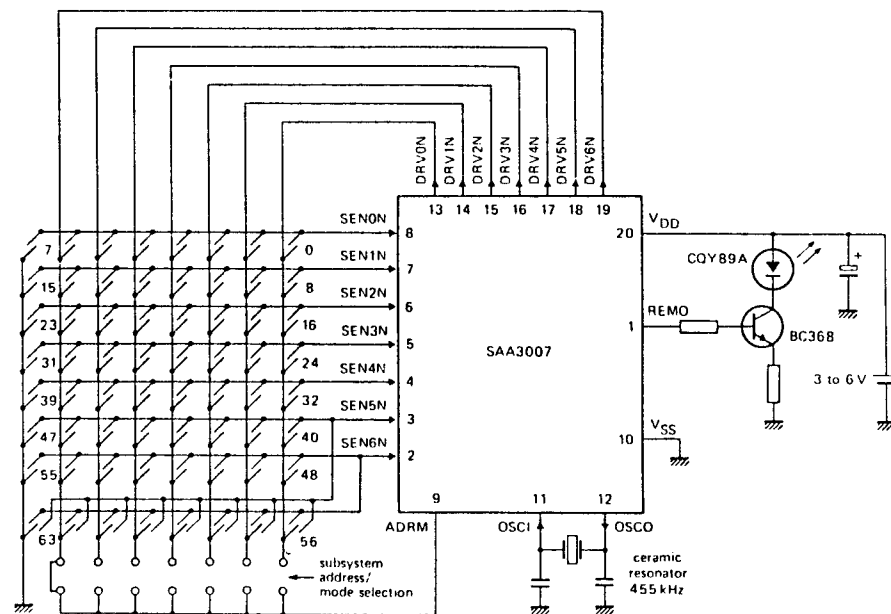 DRV0N DRV1N DRV2N DRV3N DRV4N DRV5N DRV6N
13 14 15 16 17 18 19
SEN0N 8 20 VDD
7 0
SEN1N 7
CQY89A
+
15 8
SEN2N 6
REMO
23 16
1
BC368
SEN3N 5
SAA3007
31 24
SEN4N 4
3 to 6 V
39 32
SEN5N 3
VSS
47 40
10
SEN6N 2
55 48
9 11 12
ADRM OSCI OSCO
63 56
subsystem
address/
mode selection
ceramic
resonator
455 kHz